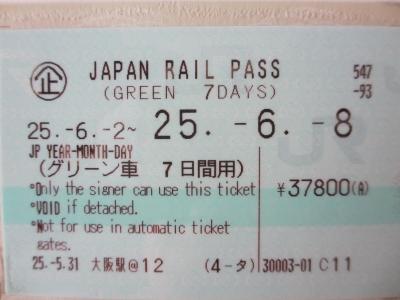 企 JAPAN RAIL PASS 547
(GREEN 7DAYS) -93
25.-6.-2~ 25.-6.-8
JP YEAR-MONTH-DAY
(グリーン車 7日間用)
*Only the signer can use this ticket ¥37800(A)
*VOID if detached.
*Not for use in automatic ticket
gates.
25.-5.31 大阪駅@12 (4-タ) 30003-01 C11